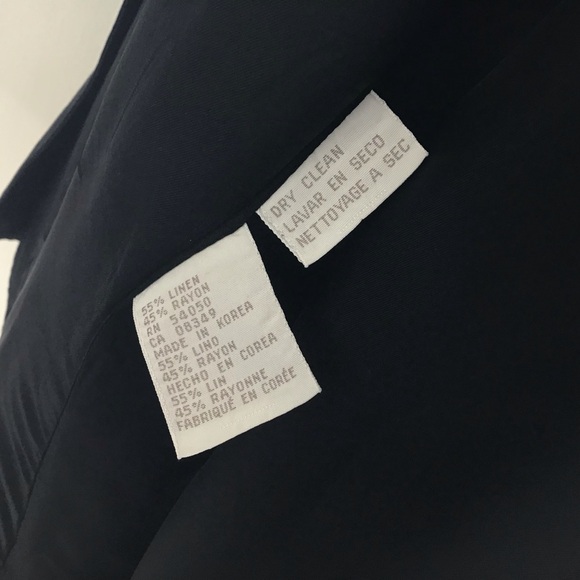 DRY CLEAN
LAVAR EN SECO
NETTOYAGE A SEC
55% LINEN
45% RAYON
RN 54050
CA 08349
MADE IN KOREA
55% LINO
45% RAYON
HECHO EN COREA
55% LIN
45% RAYONNE
FABRIQUÉ EN CORÉE